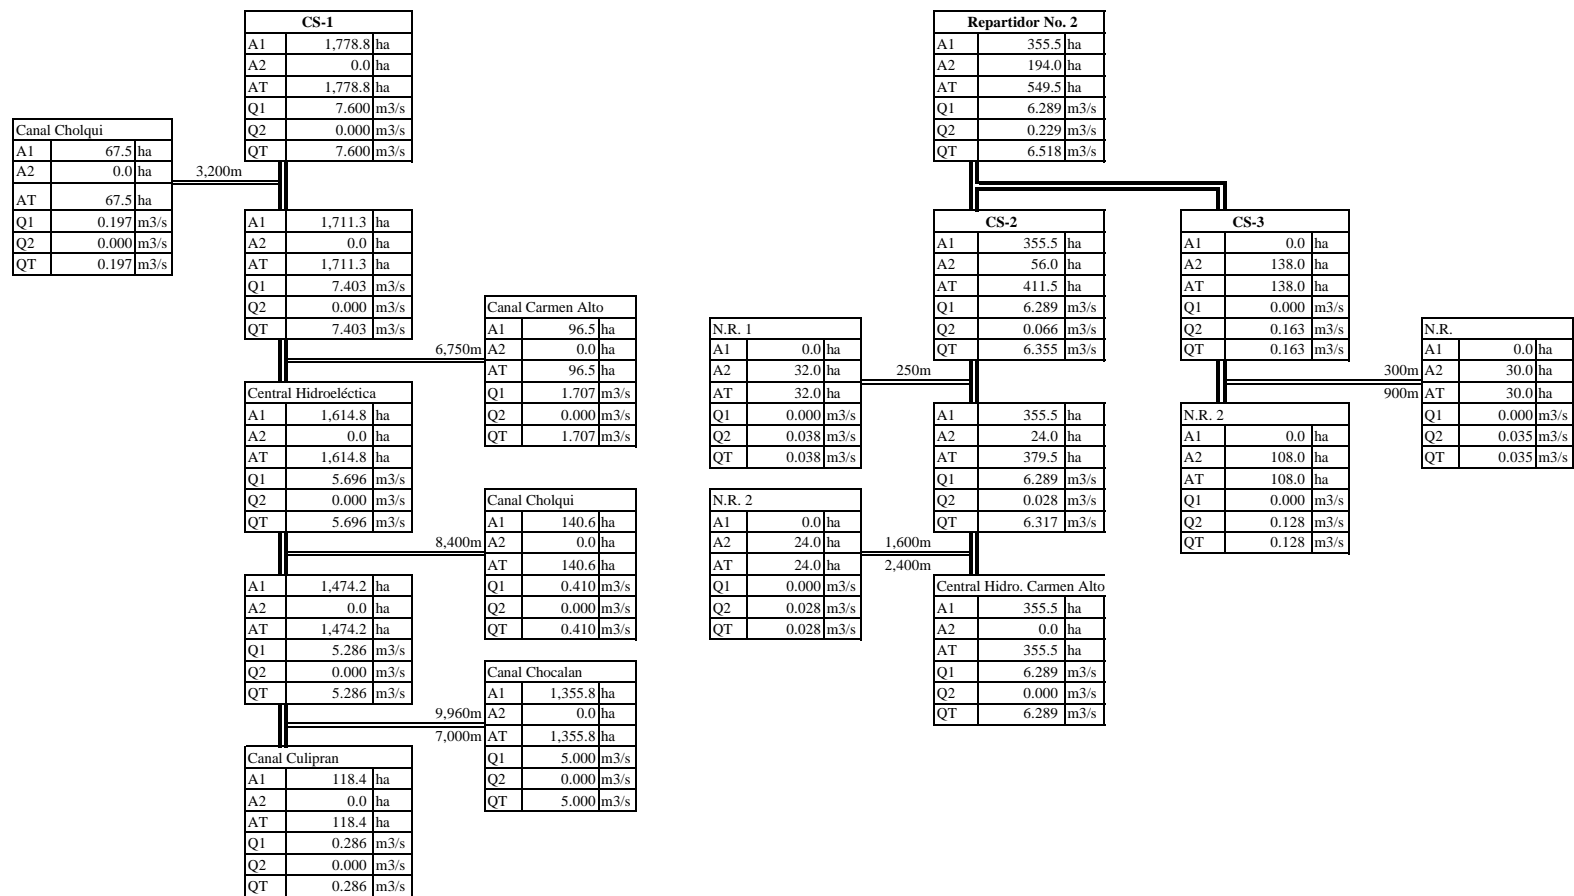 CS-1
A1 1,778.8 ha
A2 0.0 ha
AT 1,778.8 ha
Q1 7.600 m3/s
Q2 0.000 m3/s
QT 7.600 m3/s
Canal Cholqui
A1 67.5 ha
A2 0.0 ha
AT 67.5 ha
Q1 0.197 m3/s
Q2 0.000 m3/s
QT 0.197 m3/s
3,200m
A1 1,711.3 ha
A2 0.0 ha
AT 1,711.3 ha
Q1 7.403 m3/s
Q2 0.000 m3/s
QT 7.403 m3/s
6,750m
Canal Carmen Alto
A1 96.5 ha
A2 0.0 ha
AT 96.5 ha
Q1 1.707 m3/s
Q2 0.000 m3/s
QT 1.707 m3/s
Central Hidroeléctica
A1 1,614.8 ha
A2 0.0 ha
AT 1,614.8 ha
Q1 5.696 m3/s
Q2 0.000 m3/s
QT 5.696 m3/s
8,400m
Canal Cholqui
A1 140.6 ha
A2 0.0 ha
AT 140.6 ha
Q1 0.410 m3/s
Q2 0.000 m3/s
QT 0.410 m3/s
A1 1,474.2 ha
A2 0.0 ha
AT 1,474.2 ha
Q1 5.286 m3/s
Q2 0.000 m3/s
QT 5.286 m3/s
9,960m
7,000m
Canal Chocalan
A1 1,355.8 ha
A2 0.0 ha
AT 1,355.8 ha
Q1 5.000 m3/s
Q2 0.000 m3/s
QT 5.000 m3/s
Canal Culipran
A1 118.4 ha
A2 0.0 ha
AT 118.4 ha
Q1 0.286 m3/s
Q2 0.000 m3/s
QT 0.286 m3/s
Repartidor No. 2
A1 355.5 ha
A2 194.0 ha
AT 549.5 ha
Q1 6.289 m3/s
Q2 0.229 m3/s
QT 6.518 m3/s
CS-2
A1 355.5 ha
A2 56.0 ha
AT 411.5 ha
Q1 6.289 m3/s
Q2 0.066 m3/s
QT 6.355 m3/s
N.R. 1
A1 0.0 ha
A2 32.0 ha
AT 32.0 ha
Q1 0.000 m3/s
Q2 0.038 m3/s
QT 0.038 m3/s
250m
A1 355.5 ha
A2 24.0 ha
AT 379.5 ha
Q1 6.289 m3/s
Q2 0.028 m3/s
QT 6.317 m3/s
N.R. 2
A1 0.0 ha
A2 24.0 ha
AT 24.0 ha
Q1 0.000 m3/s
Q2 0.028 m3/s
QT 0.028 m3/s
1,600m
2,400m
Central Hidro. Carmen Alto
A1 355.5 ha
A2 0.0 ha
AT 355.5 ha
Q1 6.289 m3/s
Q2 0.000 m3/s
QT 6.289 m3/s
CS-3
A1 0.0 ha
A2 138.0 ha
AT 138.0 ha
Q1 0.000 m3/s
Q2 0.163 m3/s
QT 0.163 m3/s
300m
900m
N.R.
A1 0.0 ha
A2 30.0 ha
AT 30.0 ha
Q1 0.000 m3/s
Q2 0.035 m3/s
QT 0.035 m3/s
N.R. 2
A1 0.0 ha
A2 108.0 ha
AT 108.0 ha
Q1 0.000 m3/s
Q2 0.128 m3/s
QT 0.128 m3/s